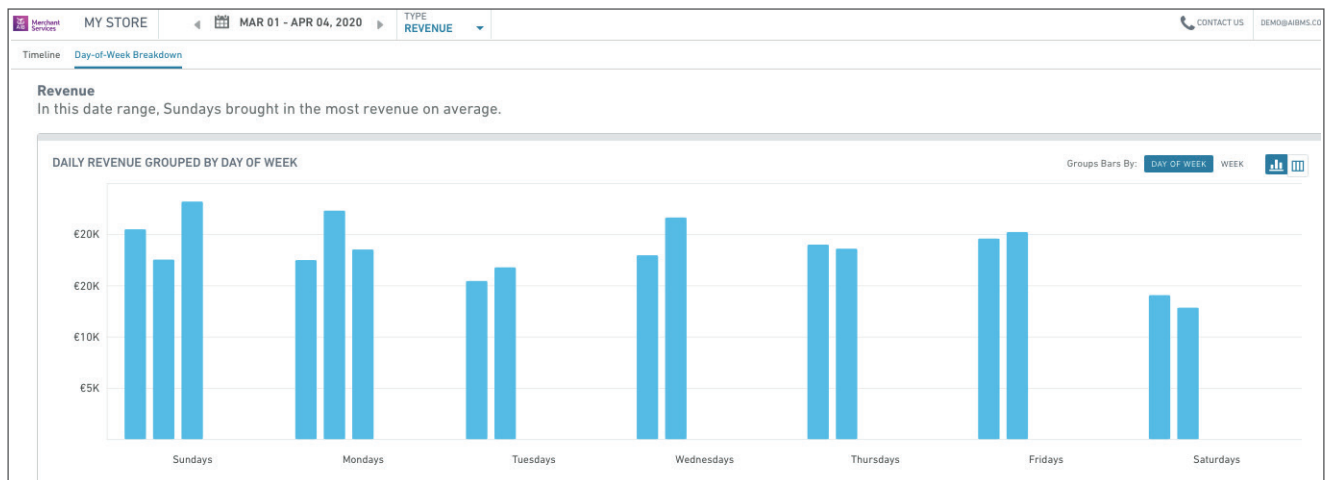 AIB Merchant Services
MY STORE
MAR 01 - APR 04, 2020
TYPE
REVENUE
CONTACT US
DEMO@AIBMS.CO
Timeline
Day-of-Week Breakdown
Revenue
In this date range, Sundays brought in the most revenue on average.
DAILY REVENUE GROUPED BY DAY OF WEEK
Groups Bars By:
DAY OF WEEK
WEEK
€20K
€20K
€10K
€5K
Sundays
Mondays
Tuesdays
Wednesdays
Thursdays
Fridays
Saturdays